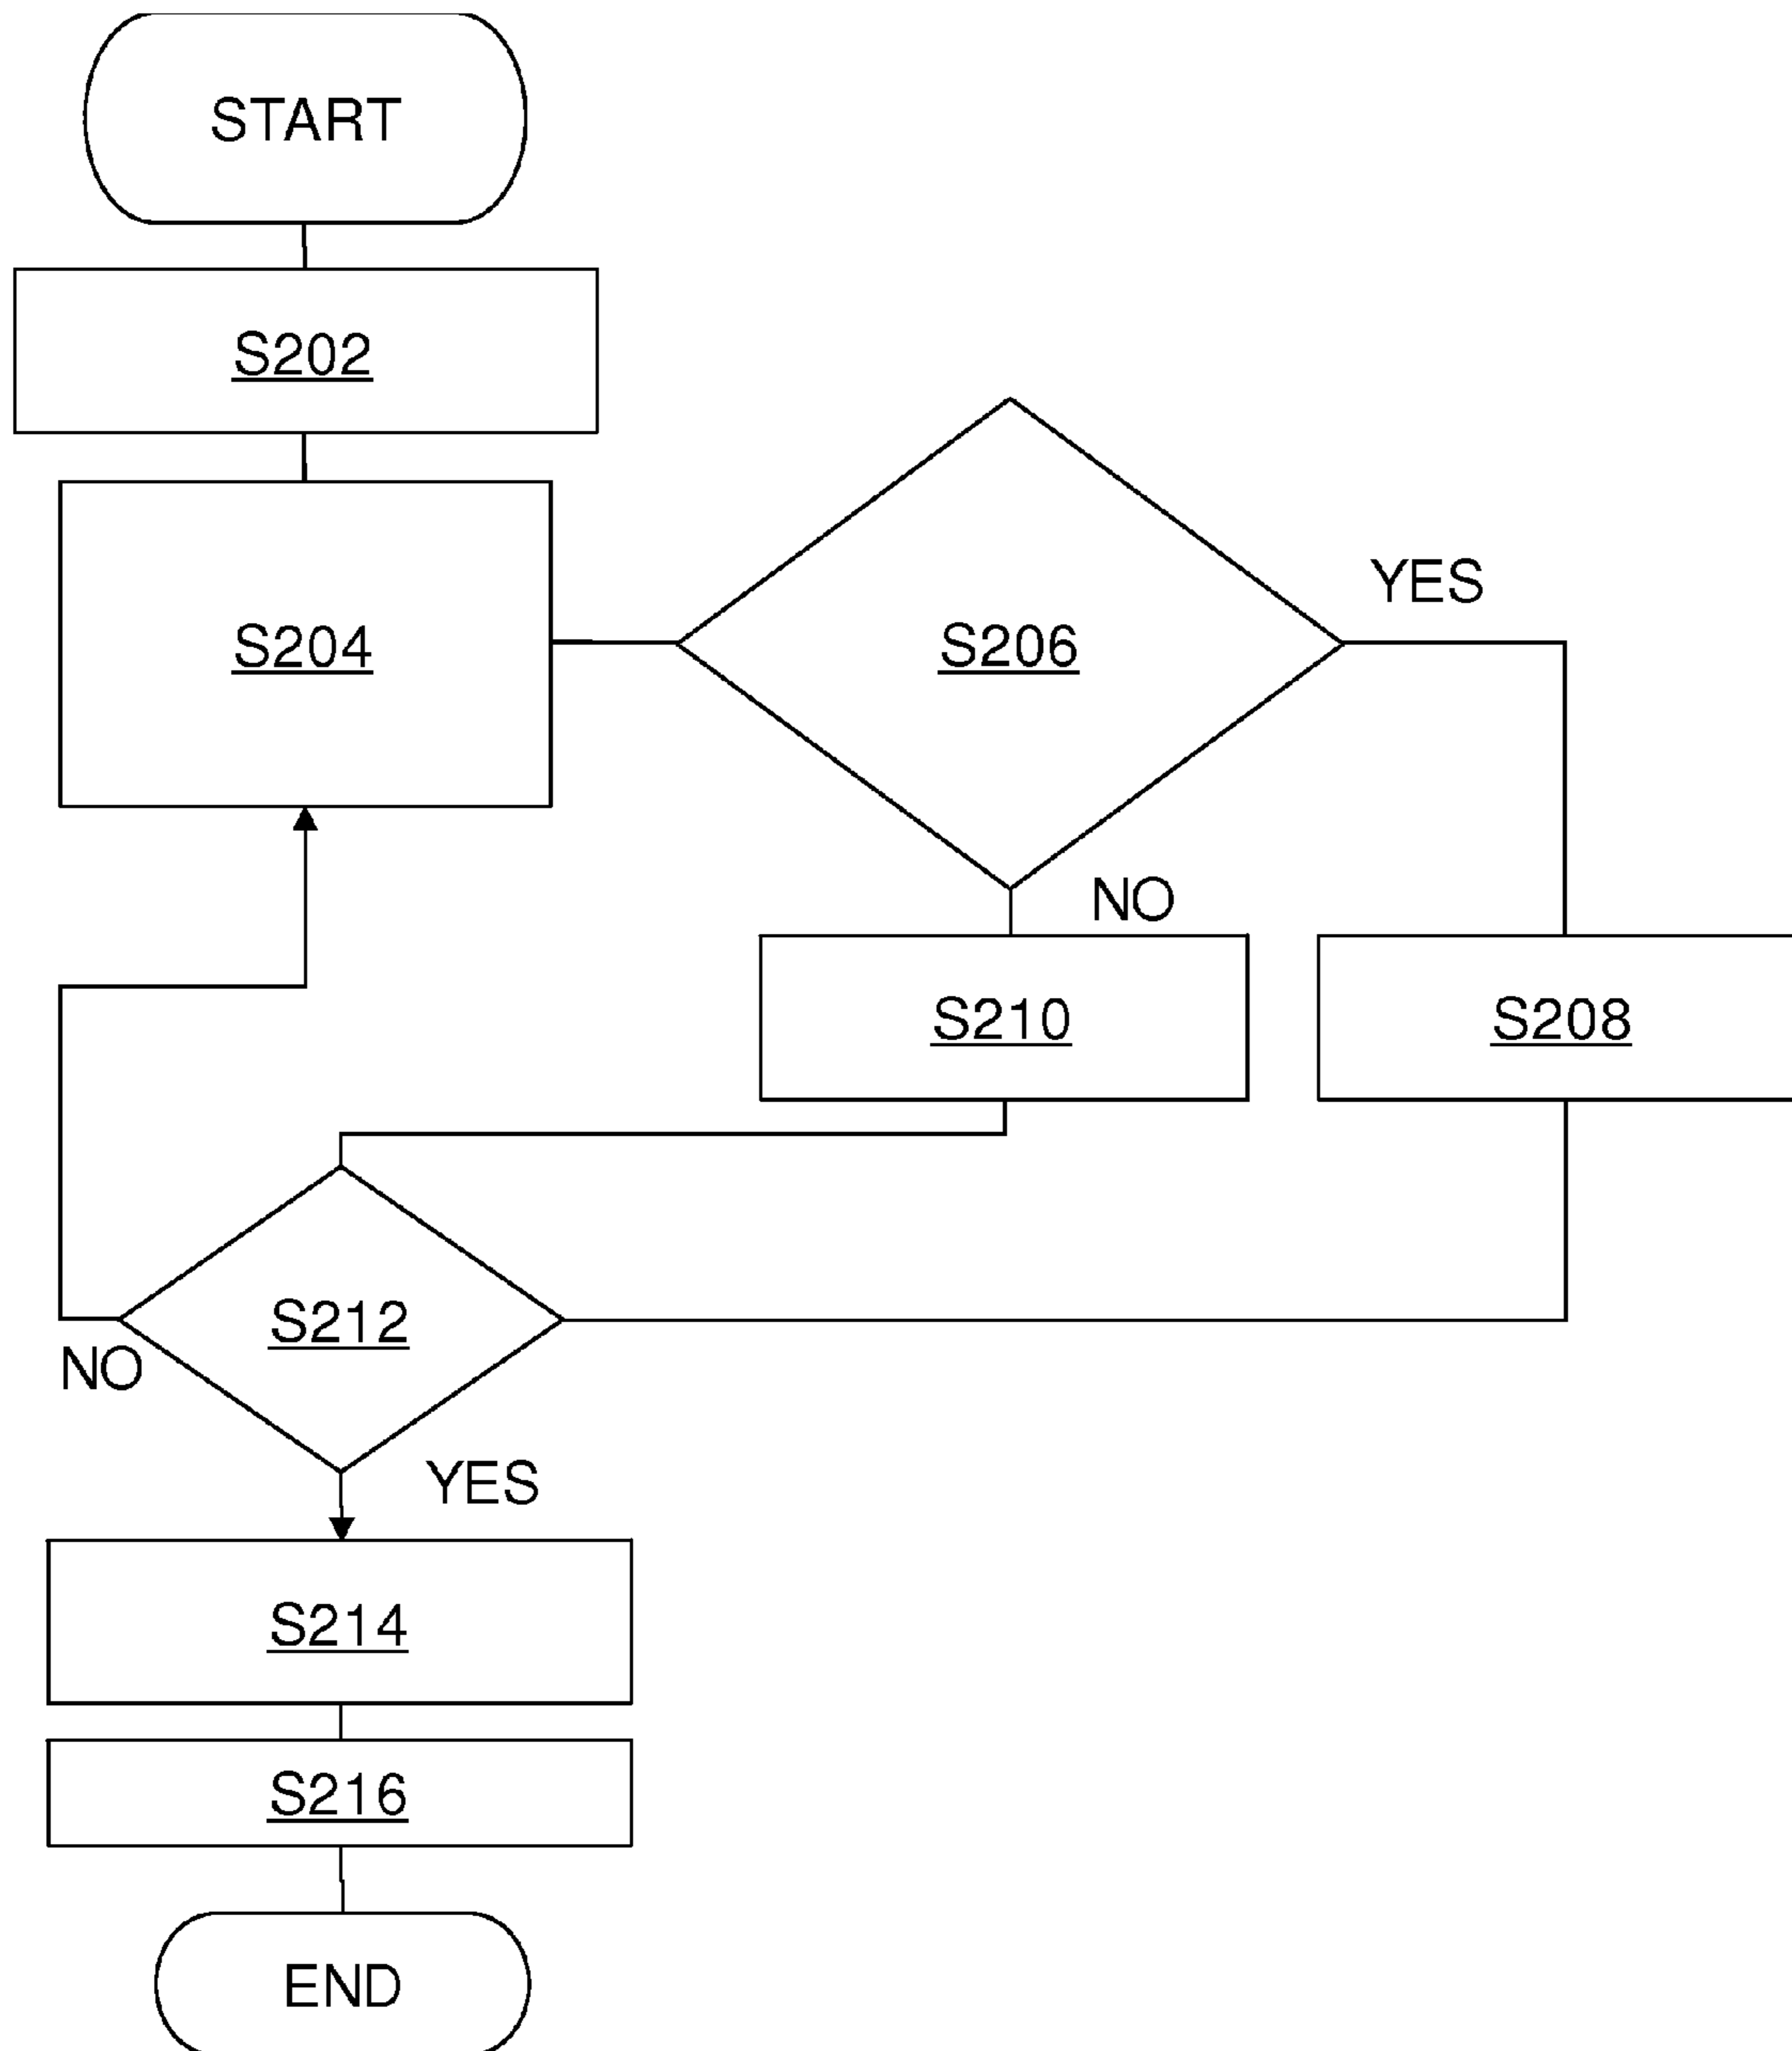 START
S202
S204
S206
YES
NO
S210
S208
S212
NO
YES
S214
S216
END